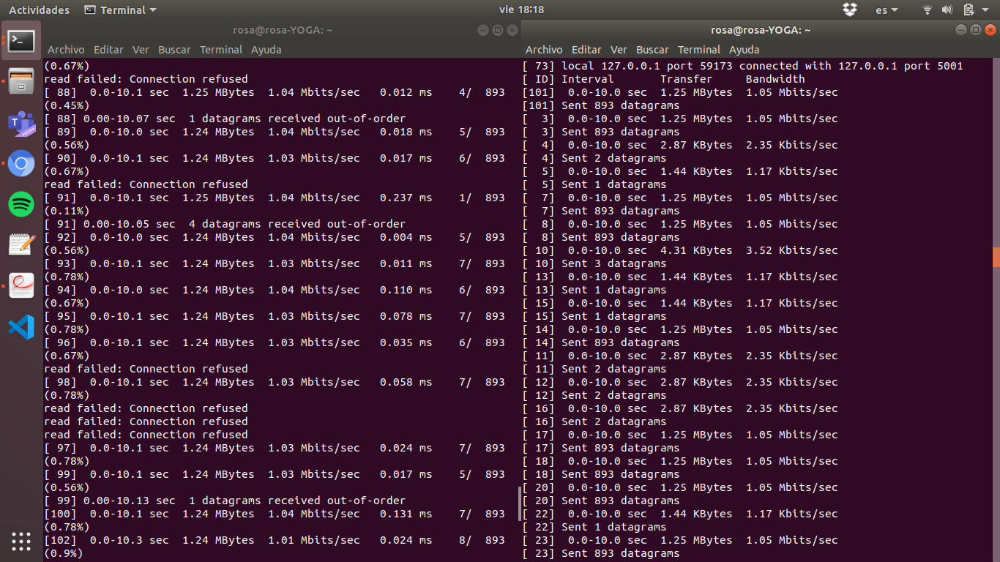 Actividades Terminal vie 18:18 es
rosa@rosa-YOGA: ~
Archivo Editar Ver Buscar Terminal Ayuda
(0.67%)
read failed: Connection refused
[ 88]  0.0-10.1 sec  1.25 MBytes  1.04 Mbits/sec   0.012 ms    4/  893
(0.45%)
[ 88] 0.00-10.07 sec  1 datagrams received out-of-order
[ 89]  0.0-10.0 sec  1.24 MBytes  1.04 Mbits/sec   0.018 ms    5/  893
(0.56%)
[ 90]  0.0-10.1 sec  1.24 MBytes  1.03 Mbits/sec   0.017 ms    6/  893
(0.67%)
read failed: Connection refused
[ 91]  0.0-10.1 sec  1.25 MBytes  1.04 Mbits/sec   0.237 ms    1/  893
(0.11%)
[ 91] 0.00-10.05 sec  4 datagrams received out-of-order
[ 92]  0.0-10.0 sec  1.24 MBytes  1.04 Mbits/sec   0.004 ms    5/  893
(0.56%)
[ 93]  0.0-10.1 sec  1.24 MBytes  1.03 Mbits/sec   0.011 ms    7/  893
(0.78%)
[ 94]  0.0-10.0 sec  1.24 MBytes  1.04 Mbits/sec   0.110 ms    6/  893
(0.67%)
[ 95]  0.0-10.1 sec  1.24 MBytes  1.03 Mbits/sec   0.078 ms    7/  893
(0.78%)
[ 96]  0.0-10.1 sec  1.24 MBytes  1.03 Mbits/sec   0.035 ms    6/  893
(0.67%)
read failed: Connection refused
[ 98]  0.0-10.1 sec  1.24 MBytes  1.03 Mbits/sec   0.058 ms    7/  893
(0.78%)
read failed: Connection refused
read failed: Connection refused
read failed: Connection refused
[ 97]  0.0-10.1 sec  1.24 MBytes  1.03 Mbits/sec   0.024 ms    7/  893
(0.78%)
[ 99]  0.0-10.1 sec  1.24 MBytes  1.03 Mbits/sec   0.017 ms    5/  893
(0.56%)
[ 99] 0.00-10.13 sec  1 datagrams received out-of-order
[100]  0.0-10.1 sec  1.24 MBytes  1.04 Mbits/sec   0.131 ms    7/  893
(0.78%)
[102]  0.0-10.3 sec  1.24 MBytes  1.01 Mbits/sec   0.024 ms    8/  893
(0.9%)
rosa@rosa-YOGA: ~
Archivo Editar Ver Buscar Terminal Ayuda
[ 73] local 127.0.0.1 port 59173 connected with 127.0.0.1 port 5001
[ ID] Interval       Transfer     Bandwidth
[101]  0.0-10.0 sec  1.25 MBytes  1.05 Mbits/sec
[101] Sent 893 datagrams
[  3]  0.0-10.0 sec  1.25 MBytes  1.05 Mbits/sec
[  3] Sent 893 datagrams
[  4]  0.0-10.0 sec  2.87 KBytes  2.35 Kbits/sec
[  4] Sent 2 datagrams
[  5]  0.0-10.0 sec  1.44 KBytes  1.17 Kbits/sec
[  5] Sent 1 datagrams
[  7]  0.0-10.0 sec  1.25 MBytes  1.05 Mbits/sec
[  7] Sent 893 datagrams
[  8]  0.0-10.0 sec  1.25 MBytes  1.05 Mbits/sec
[  8] Sent 893 datagrams
[ 10]  0.0-10.0 sec  4.31 KBytes  3.52 Kbits/sec
[ 10] Sent 3 datagrams
[ 13]  0.0-10.0 sec  1.44 KBytes  1.17 Kbits/sec
[ 13] Sent 1 datagrams
[ 15]  0.0-10.0 sec  1.44 KBytes  1.17 Kbits/sec
[ 15] Sent 1 datagrams
[ 14]  0.0-10.0 sec  1.25 MBytes  1.05 Mbits/sec
[ 14] Sent 893 datagrams
[ 11]  0.0-10.0 sec  2.87 KBytes  2.35 Kbits/sec
[ 11] Sent 2 datagrams
[ 12]  0.0-10.0 sec  2.87 KBytes  2.35 Kbits/sec
[ 12] Sent 2 datagrams
[ 16]  0.0-10.0 sec  2.87 KBytes  2.35 Kbits/sec
[ 16] Sent 2 datagrams
[ 17]  0.0-10.0 sec  1.25 MBytes  1.05 Mbits/sec
[ 17] Sent 893 datagrams
[ 18]  0.0-10.0 sec  1.25 MBytes  1.05 Mbits/sec
[ 18] Sent 893 datagrams
[ 20]  0.0-10.0 sec  1.25 MBytes  1.05 Mbits/sec
[ 20] Sent 893 datagrams
[ 22]  0.0-10.0 sec  1.44 KBytes  1.17 Kbits/sec
[ 22] Sent 1 datagrams
[ 23]  0.0-10.0 sec  1.25 MBytes  1.05 Mbits/sec
[ 23] Sent 893 datagrams